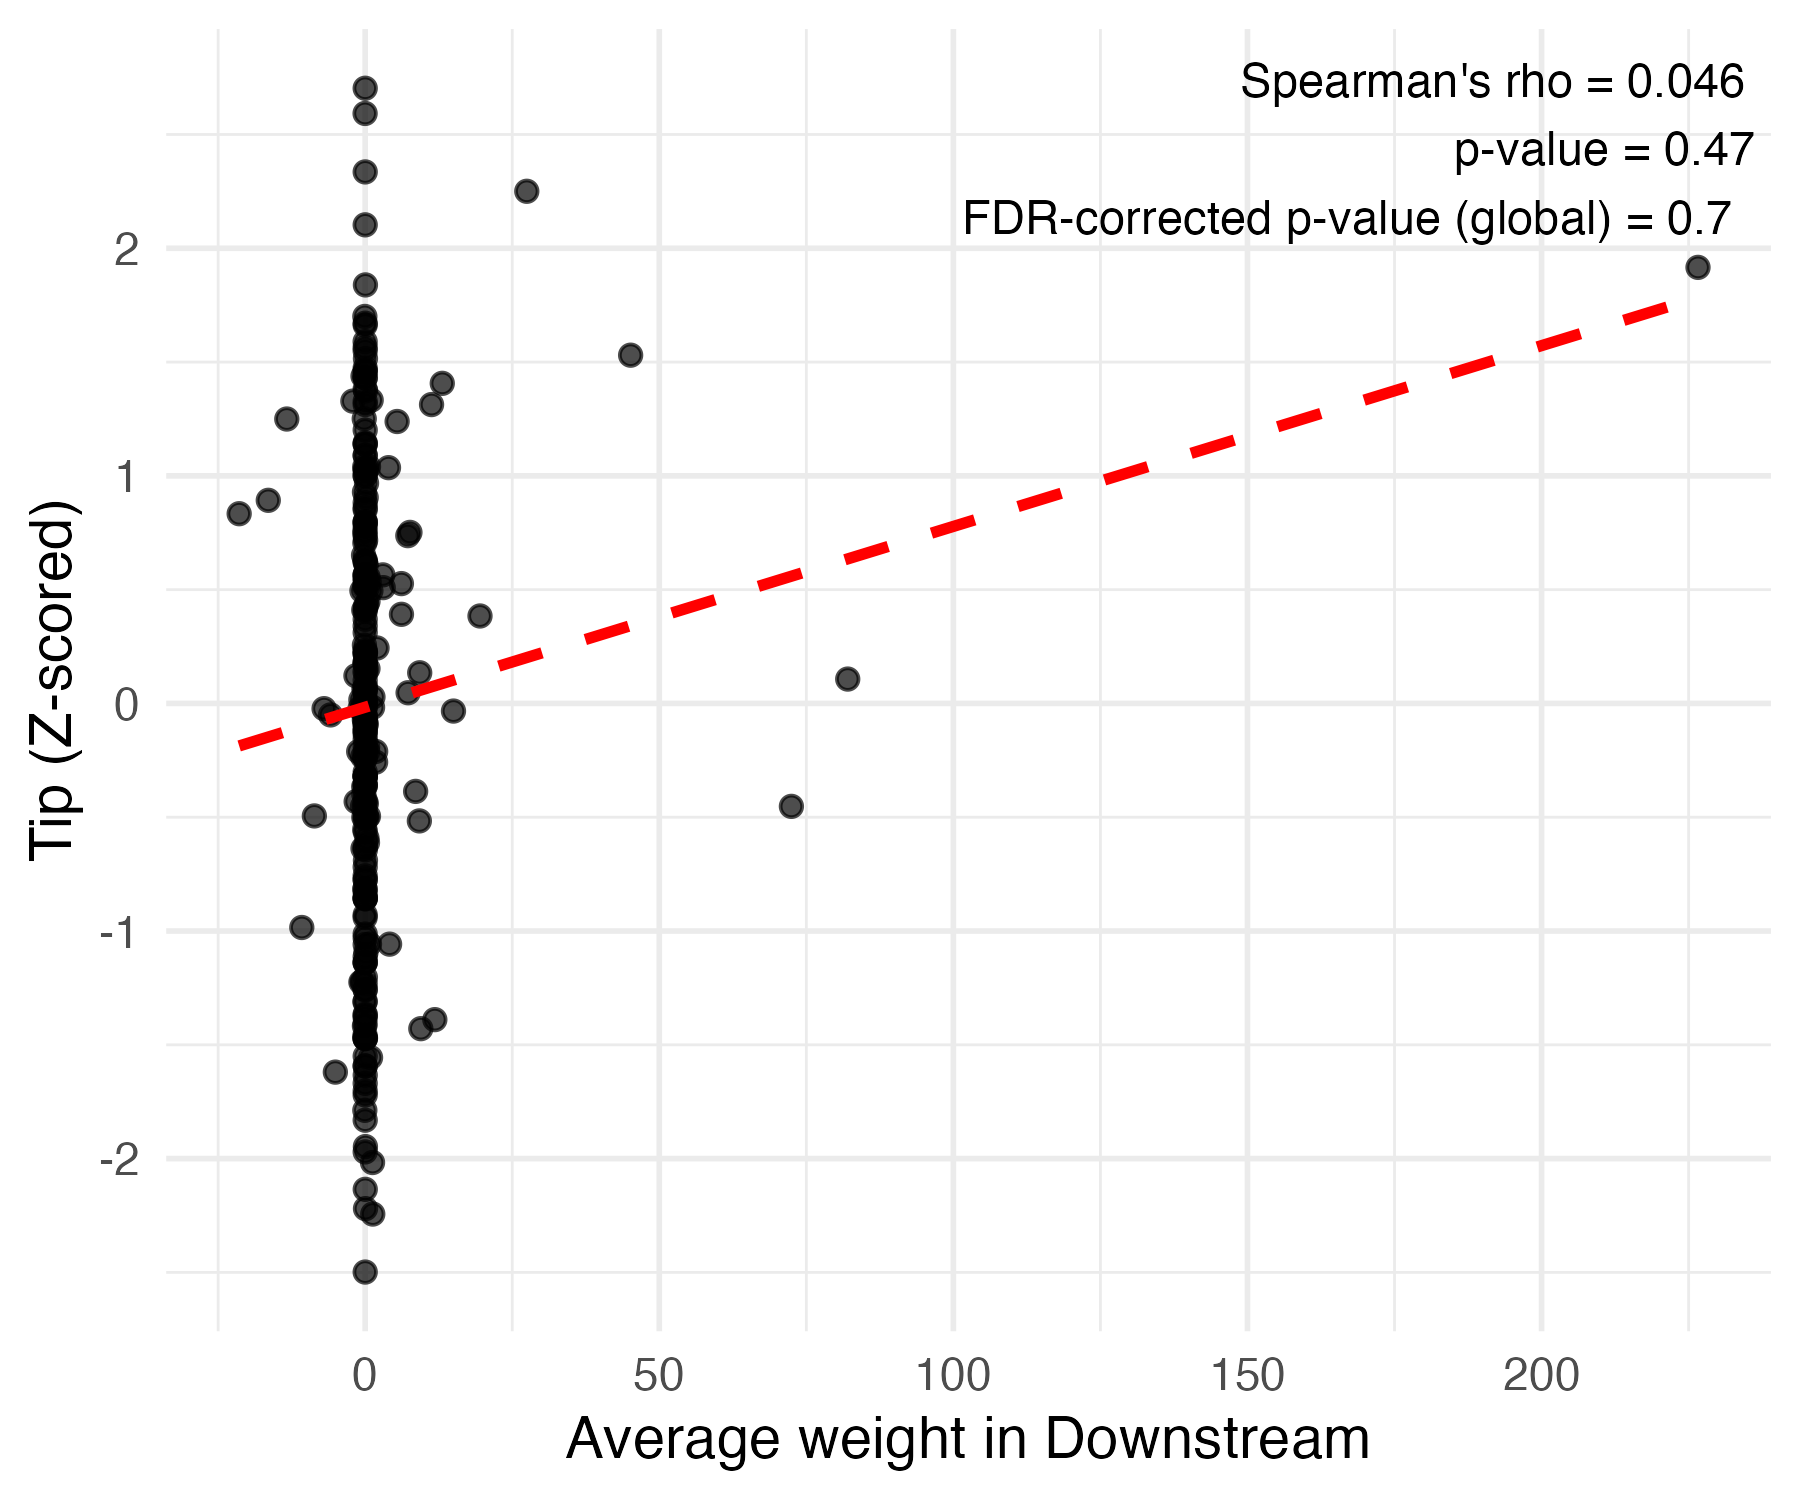 Spearman's rho = 0.046
p-value = 0.47
FDR-corrected p-value (global) = 0.7
2
1
0
-1
-2
Tip (Z-scored)
0 50 100 150 200
Average weight in Downstream